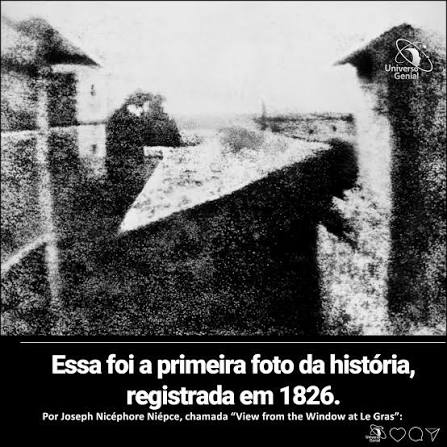 Universo
Genial
Essa foi a primeira foto da história,
registrada em 1826.
Por Joseph Nicéphore Niépce, chamada “View from the Window at Le Gras”: